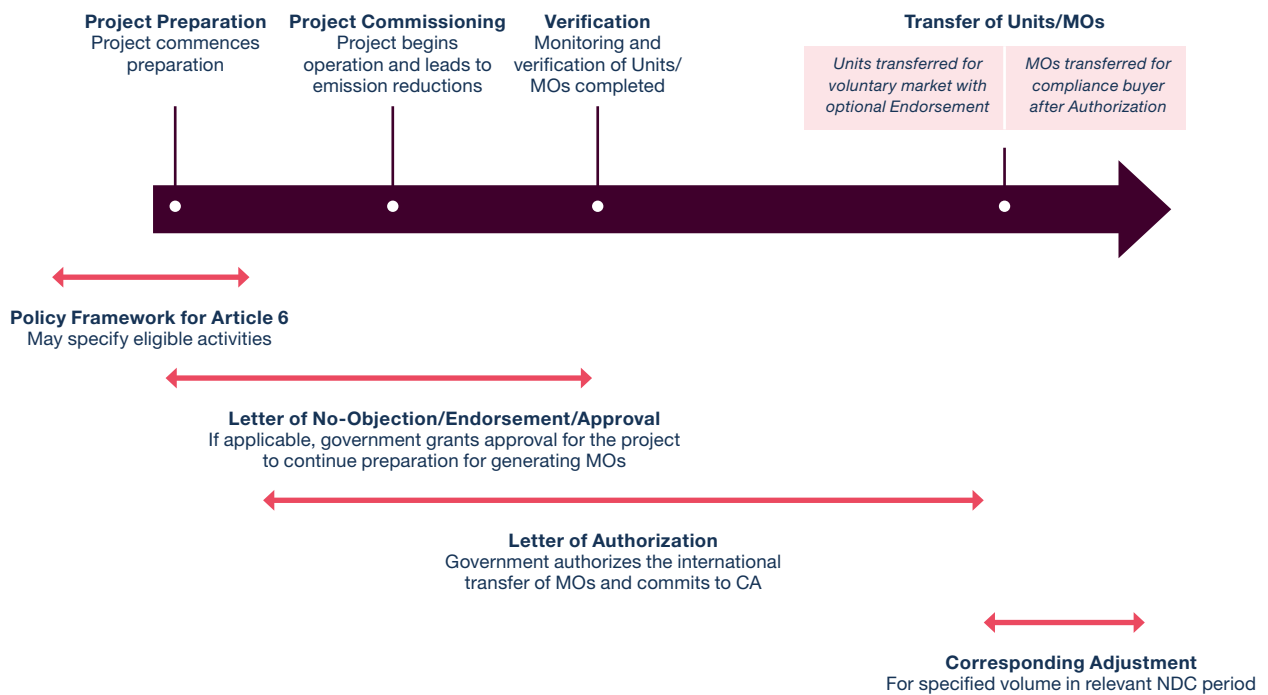 Project Preparation
Project commences
preparation
Project Commissioning
Project begins
operation and leads to
emission reductions
Verification
Monitoring and
verification of Units/
MOs completed
Transfer of Units/MOs
Units transferred for
voluntary market with
optional Endorsement
MOs transferred for
compliance buyer
after Authorization
Policy Framework for Article 6
May specify eligible activities
Letter of No-Objection/Endorsement/Approval
If applicable, government grants approval for the project
to continue preparation for generating MOs
Letter of Authorization
Government authorizes the international
transfer of MOs and commits to CA
Corresponding Adjustment
For specified volume in relevant NDC period